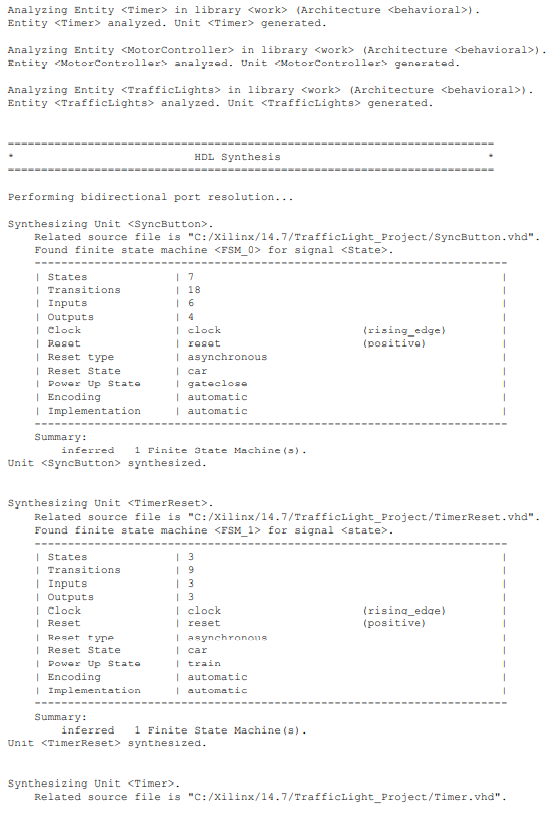 Analyzing Entity <Timer> in library <work> (Architecture <behavioral>).
Entity <Timer> analyzed. Unit <Timer> generated.
Analyzing Entity <MotorController> in library <work> (Architecture <behavioral>).
Entity <MotorController> analyzed. Unit <MotorController> generated.
Analyzing Entity <TrafficLights> in library <work> (Architecture <behavioral>).
Entity <TrafficLights> analyzed. Unit <TrafficLights> generated.
=========================================================================
* HDL Synthesis *
=========================================================================
Performing bidirectional port resolution...
Synthesizing Unit <SyncButton>.
Related source file is "C:/Xilinx/14.7/TrafficLight_Project/SyncButton.vhd".
Found finite state machine <FSM_0> for signal <State>.
-----------------------------------------------------------------------
| States | 7 |
| Transitions | 18 |
| Inputs | 6 |
| Outputs | 4 |
| Clock | clock (rising_edge) |
| Reset | reset (positive) |
| Reset type | asynchronous |
| Reset State | car |
| Power Up State | gateclose |
| Encoding | automatic |
| Implementation | automatic |
-----------------------------------------------------------------------
Summary:
inferred 1 Finite State Machine(s).
Unit <SyncButton> synthesized.
Synthesizing Unit <TimerReset>.
Related source file is "C:/Xilinx/14.7/TrafficLight_Project/TimerReset.vhd".
Found finite state machine <FSM_1> for signal <state>.
-----------------------------------------------------------------------
| States | 3 |
| Transitions | 9 |
| Inputs | 3 |
| Outputs | 3 |
| Clock | clock (rising_edge) |
| Reset | reset (positive) |
| Reset type | asynchronous |
| Reset State | car |
| Power Up State | train |
| Encoding | automatic |
| Implementation | automatic |
-----------------------------------------------------------------------
Summary:
inferred 1 Finite State Machine(s).
Unit <TimerReset> synthesized.
Synthesizing Unit <Timer>.
Related source file is "C:/Xilinx/14.7/TrafficLight_Project/Timer.vhd".